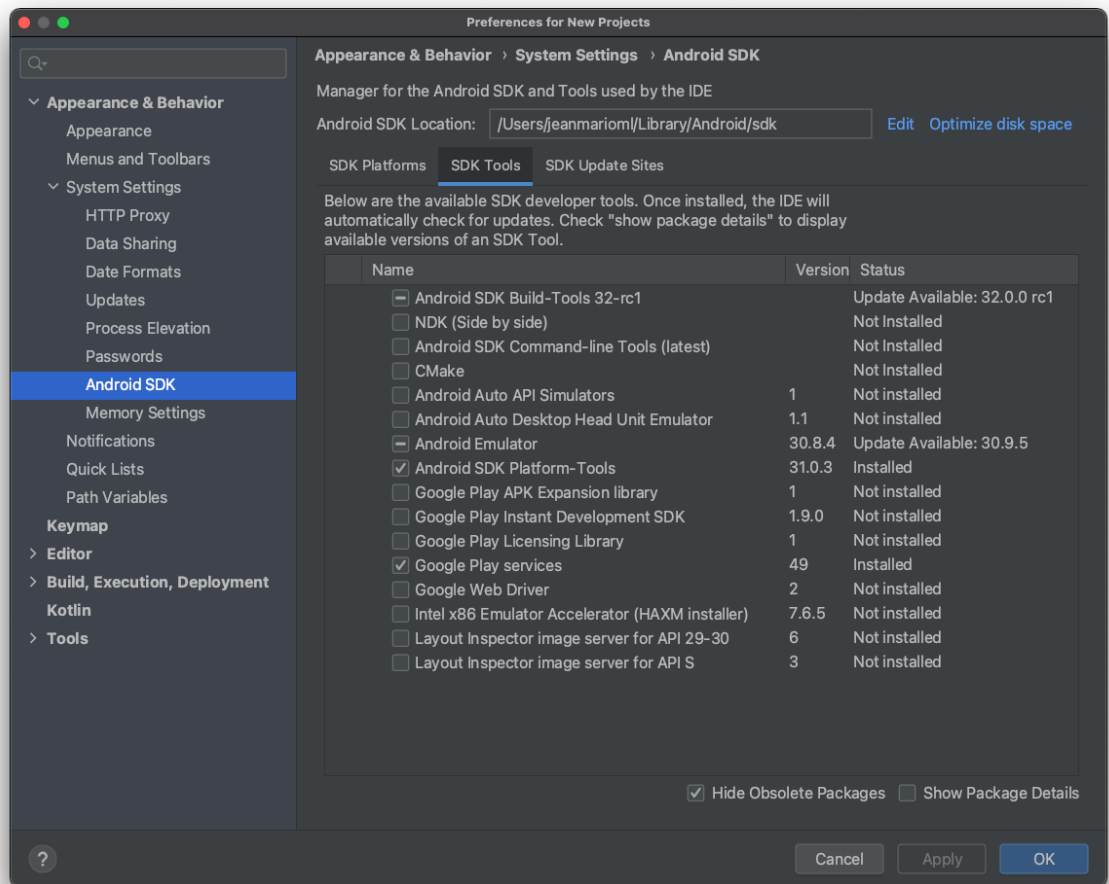 Preferences for New Projects
Appearance & Behavior
Appearance
Menus and Toolbars
System Settings
HTTP Proxy
Data Sharing
Date Formats
Updates
Process Elevation
Passwords
Android SDK
Memory Settings
Notifications
Quick Lists
Path Variables
Keymap
Editor
Build, Execution, Deployment
Kotlin
Tools
Appearance & Behavior › System Settings › Android SDK
Manager for the Android SDK and Tools used by the IDE
Android SDK Location: /Users/jeanmarioml/Library/Android/sdk Edit Optimize disk space
SDK Platforms SDK Tools SDK Update Sites
Below are the available SDK developer tools. Once installed, the IDE will
automatically check for updates. Check "show package details" to display
available versions of an SDK Tool.
Name Version Status
Android SDK Build-Tools 32-rc1 Update Available: 32.0.0 rc1
NDK (Side by side) Not Installed
Android SDK Command-line Tools (latest) Not Installed
CMake Not Installed
Android Auto API Simulators 1 Not installed
Android Auto Desktop Head Unit Emulator 1.1 Not installed
Android Emulator 30.8.4 Update Available: 30.9.5
Android SDK Platform-Tools 31.0.3 Installed
Google Play APK Expansion library 1 Not installed
Google Play Instant Development SDK 1.9.0 Not installed
Google Play Licensing Library 1 Not installed
Google Play services 49 Installed
Google Web Driver 2 Not installed
Intel x86 Emulator Accelerator (HAXM installer) 7.6.5 Not installed
Layout Inspector image server for API 29-30 6 Not installed
Layout Inspector image server for API S 3 Not installed
Hide Obsolete Packages Show Package Details
? Cancel Apply OK